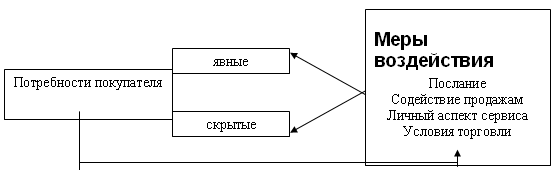 явные
Потребности покупателя
скрытые
Меры
воздействия
Послание
Содействие продажам
Личный аспект сервиса
Условия торговли